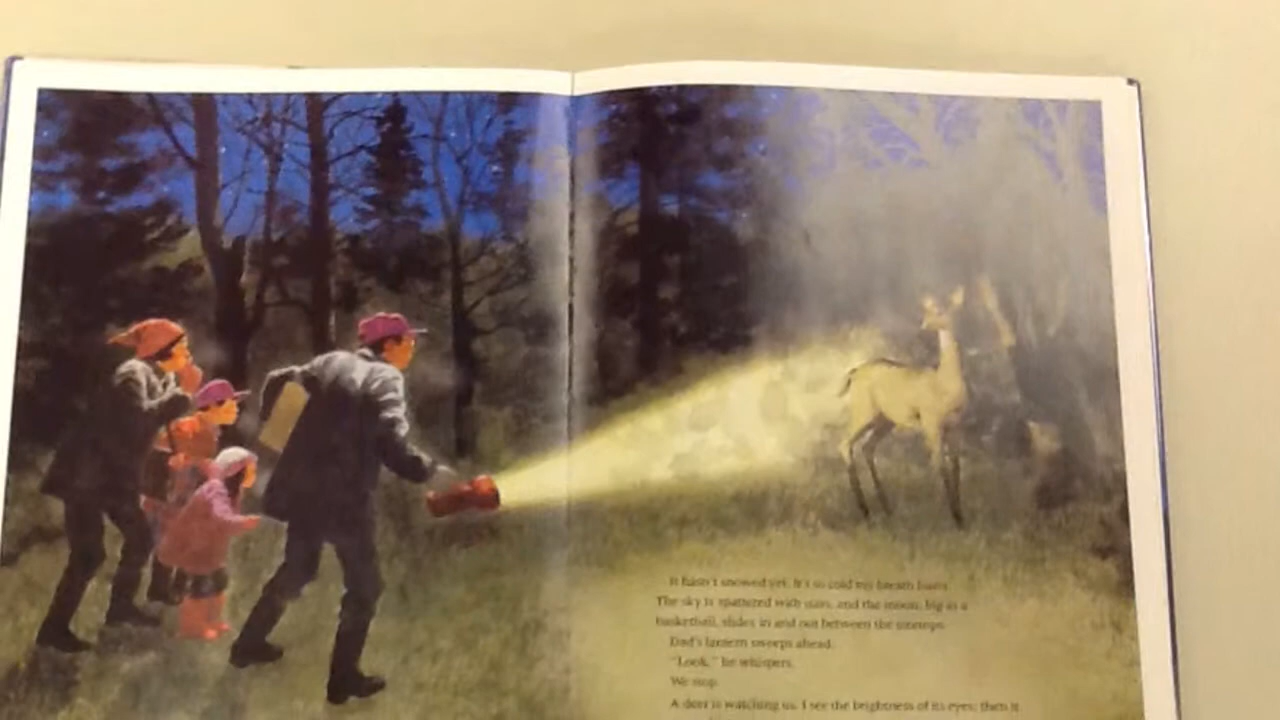 It hasn't snowed yet. It's so cold my breath hurts.
The sky is spattered with stars, and the moon, big as a
basketball, slides in and out between the treetops.
Dad's lantern sweeps ahead.
"Look," he whispers.
We stop.
A deer is watching us. I see the brightness of its eyes; then it